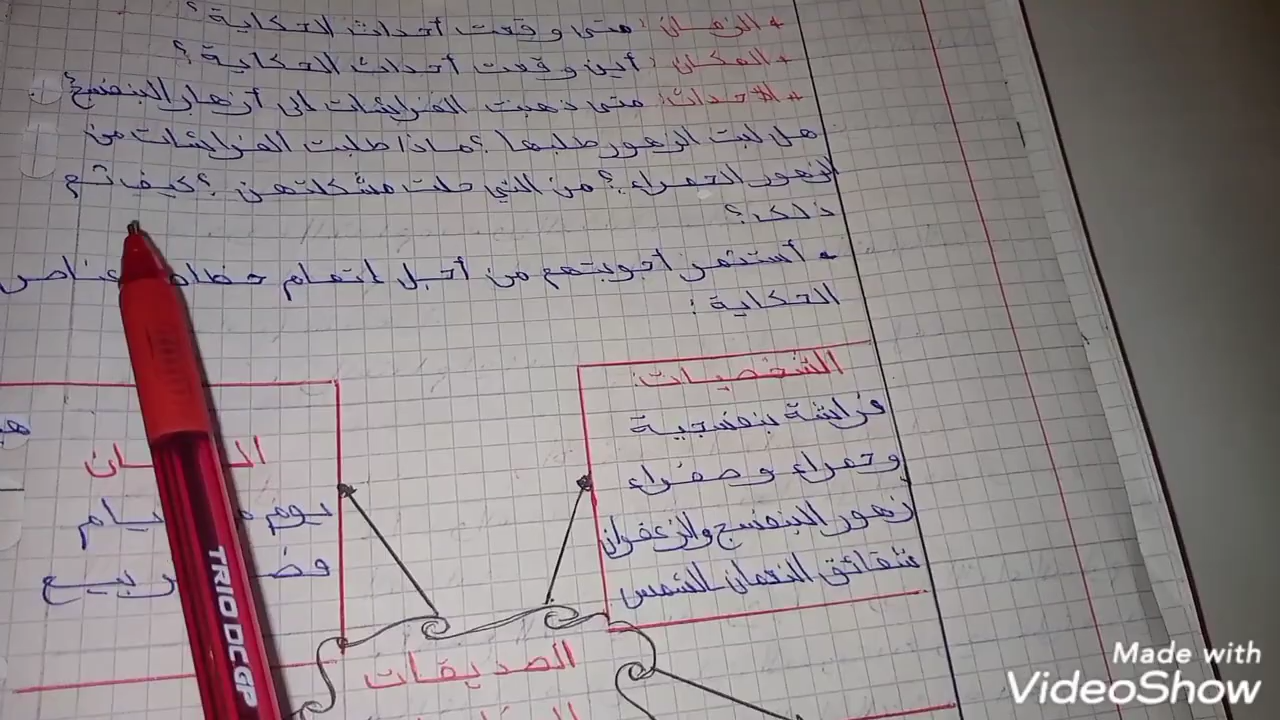 * الزمان: متى وقعت أحداث الحكاية؟
* المكان: أين وقعت أحداث الحكاية؟
* الأحداث: متى ذهبت الفراشات إلى أزهار البنفسج؟
هل لبت الزهور طلبها؟ ماذا طلبت الفراشات من
الزهور الحمراء؟ من التي حلت مشكلتهن؟ كيف تم
ذلك؟
* أستثمر أجوبتهم من أجل إتمام عناصر
الحكاية:
الشخصيات:
فراشة بنفسجية
وحمراء وصفراء
زهور البنفسج والزعفران
شقائق النعمان الشمس
يوم
الصديقات
TRIO DC GP
Made with
VideoShow